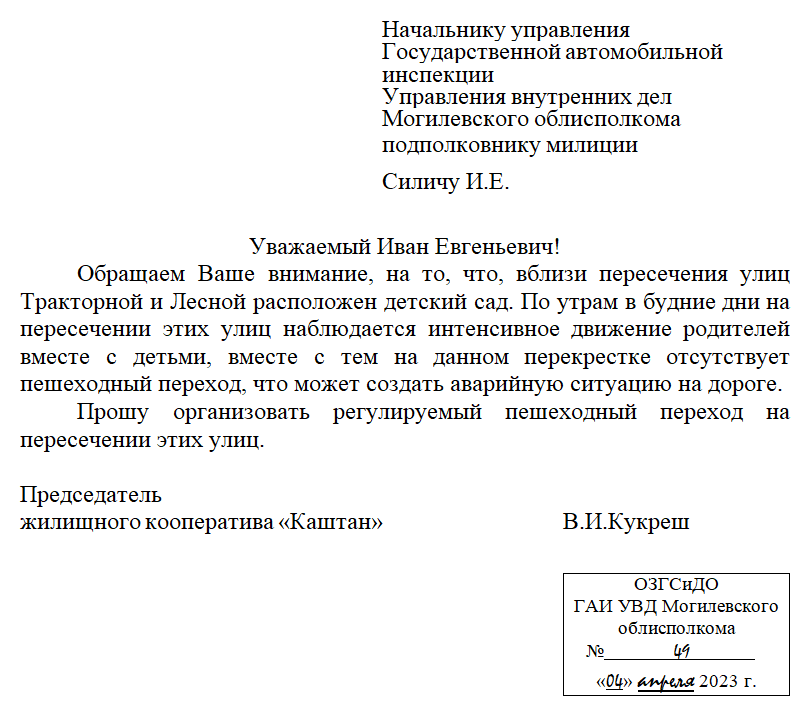 Начальнику управления
Государственной автомобильной
инспекции
Управления внутренних дел
Могилевского облисполкома
подполковнику милиции
Силичу И.Е.
Уважаемый Иван Евгеньевич!
Обращаем Ваше внимание, на то, что, вблизи пересечения улиц
Тракторной и Лесной расположен детский сад. По утрам в будние дни на
пересечении этих улиц наблюдается интенсивное движение родителей
вместе с детьми, вместе с тем на данном перекрестке отсутствует
пешеходный переход, что может создать аварийную ситуацию на дороге.
Прошу организовать регулируемый пешеходный переход на
пересечении этих улиц.
Председатель
жилищного кооператива «Каштан» В.И.Кукреш
ОЗГСиДО
ГАИ УВД Могилевского
облисполкома
№ 49
«04» апреля 2023 г.